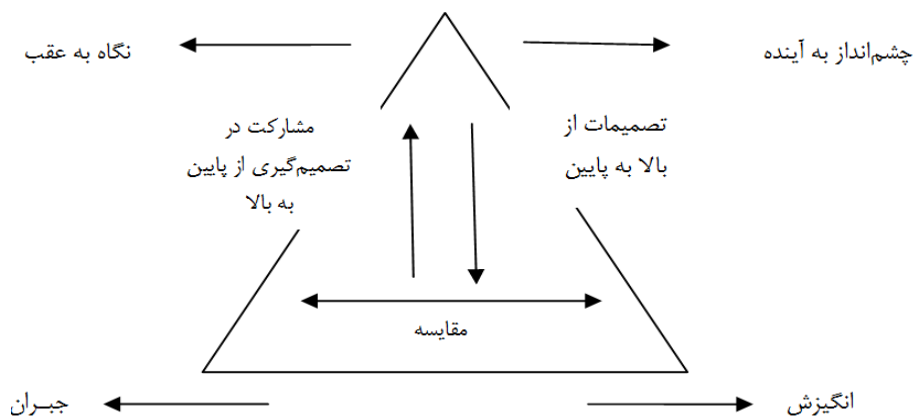 چشم‌انداز به آینده
نگاه به عقب
تصمیمات از
بالا به پایین
مشارکت در
تصمیم‌گیری از پایین
به بالا
مقایسه
انگیزش
جبـران